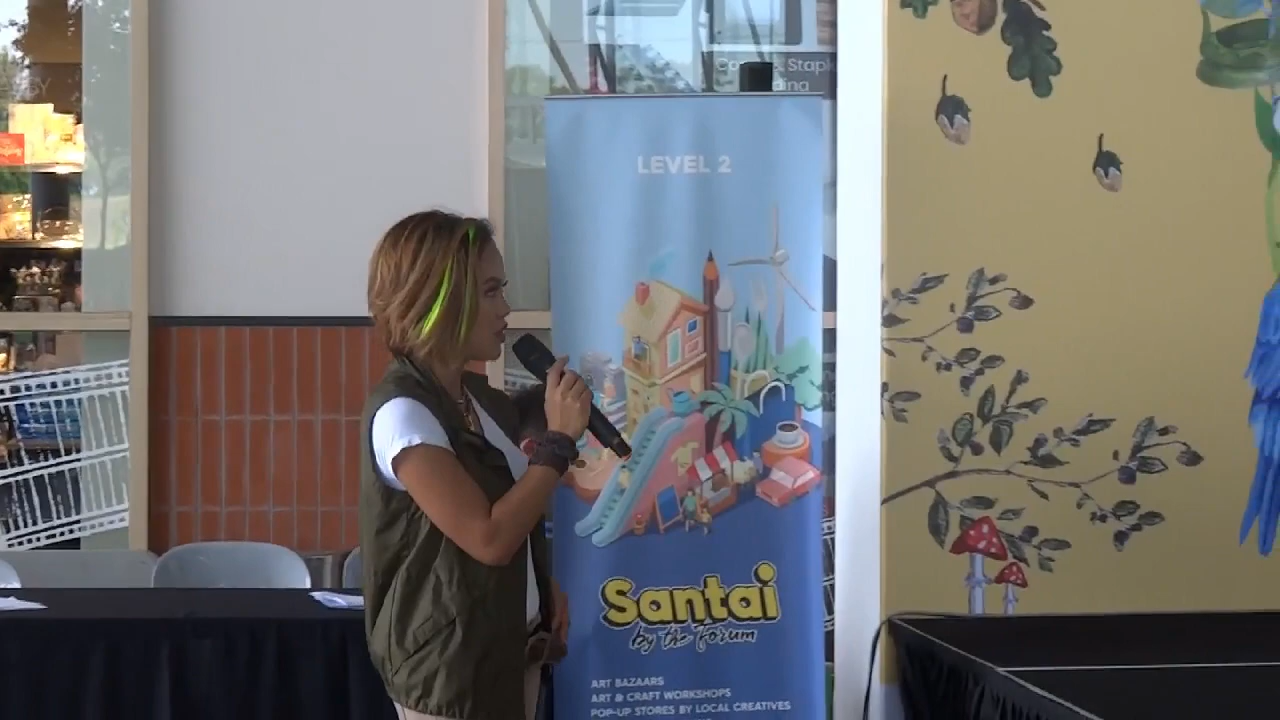 LEVEL 2
Santai
by the Forum
ART BAZAARS
ART & CRAFT WORKSHOPS
POP-UP STORES BY LOCAL CREATIVES